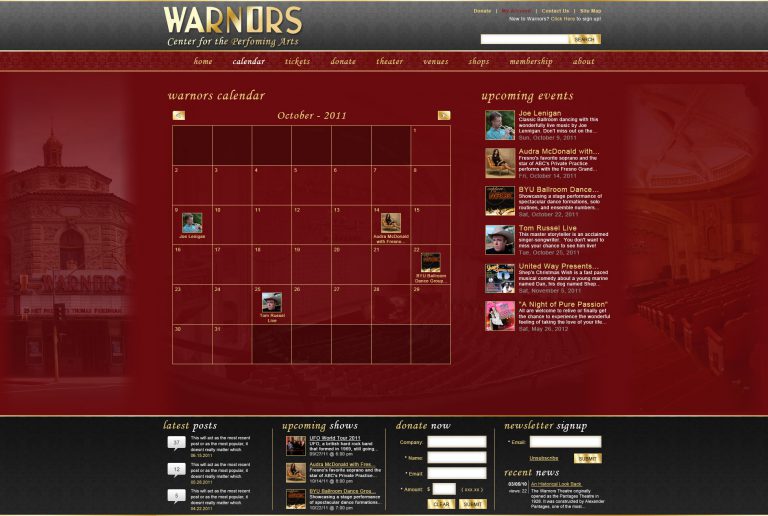 WARNORS
Center for the Perfoming Arts
Donate | My Account | Contact Us | Site Map
New to Warnors? Click Here to sign up!
SEARCH
home calendar tickets donate theater venues shops membership about
warnors calendar
October - 2011
1
2 3 4 5 6 7 8
9 10 11 12 13 14 15
Joe Lenigan
Audra McDonald
with Fresno...
16 17 18 19 20 21 22
BYU Ballroom
Dance Group...
23 24 25 26 27 28 29
Tom Russel
Live
30 31
upcoming events
Joe Lenigan
Classic Ballroom dancing with this
wonderfully live music by Joe
Lennigan. Don't miss out on the...
Sun, October 9, 2011
Audra McDonald with...
Fresno's favorite soprano and the
star of ABC's Private Practice
performs with the Fresno Grand...
Fri, October 14, 2011
BYU Ballroom Dance...
Showcasing a stage performance of
spectacular dance formations, solo
routines, and ensemble numbers...
Sat, October 22, 2011
Tom Russel Live
This master storyteller is an acclaimed
singer-songwriter. You don't want to
miss your chance to see him live!
Tue, October 25, 2011
United Way Presents...
Shep's Christmas Wish is a fast paced
musical comedy about a young marine
named Dan, his dog named Shep...
Sat, November 5, 2011
"A Night of Pure Passion"
All are welcome to relive or finally get
the chance to experience the wonderful
feeling of taking the love of your life...
Sat, May 26, 2012
WARNORS
latest posts
37
This will act as the most recent
post or as the most popular, it
doesnt really matter which.
06.15.2011
12
This will act as the most recent
post or as the most popular, it
doesnt really matter which.
05.28.2011
5
This will act as the most recent
post or as the most popular, it
doesnt really matter which.
04.22.2011
upcoming shows
UFO World Tour 2011
UFO, a british hard rock band
that formed in 1969, still going...
09/27/11 @ 8:00 pm
Audra McDonald with Fres...
Fresno's favorite soprano and the
star of ABC's Private Practice...
10/14/11 @ 8:00 pm
BYU Ballroom Dance Group...
Showcasing a stage performance
of spectacular dance formations...
10/22/11 @ 7:00 pm
donate now
Company:
* Name:
* Email:
* Amount: $ ( xxx.xx )
CLEAR SUBMIT
newsletter signup
* Email:
Unsubscribe SUBMIT
recent news
03/05/10 An Historical Look Back
views: 22 The Warnors Theatre originally
opened as the Pantages Theatre in
1928. It was constructed by Alexander
Pantages, one of the most...